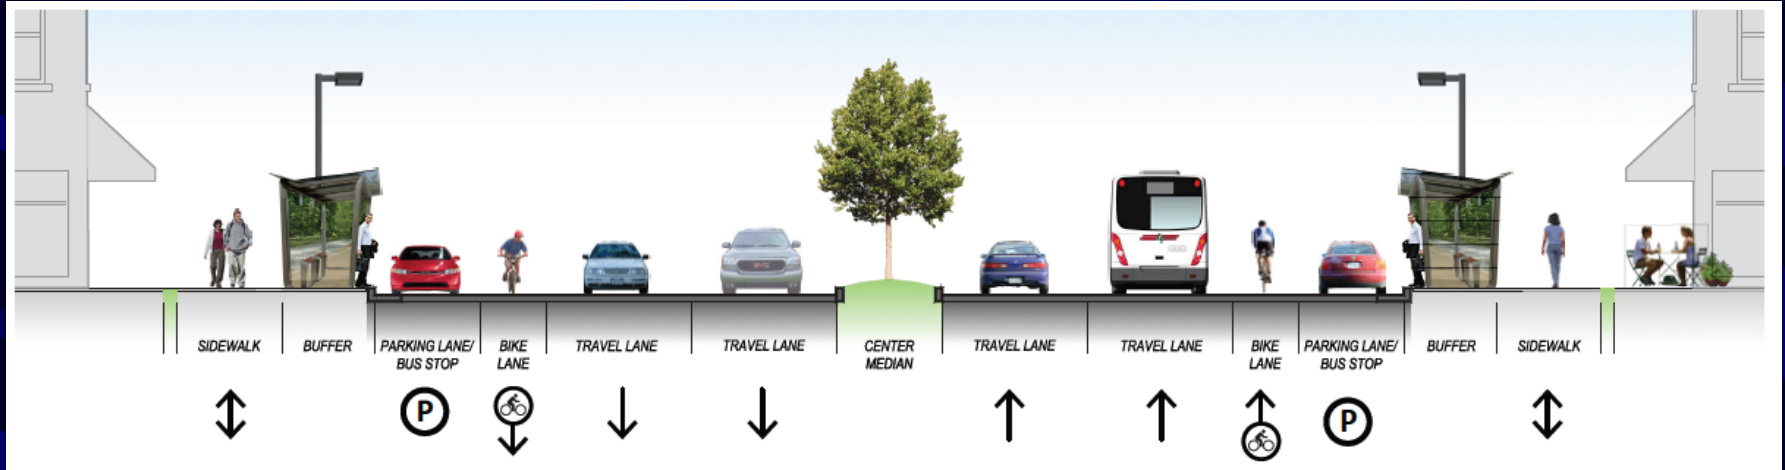 SIDEWALK
BUFFER
PARKING LANE/
BUS STOP
BIKE
LANE
TRAVEL LANE
TRAVEL LANE
CENTER
MEDIAN
TRAVEL LANE
TRAVEL LANE
BIKE
LANE
PARKING LANE/
BUS STOP
BUFFER
SIDEWALK
P
P